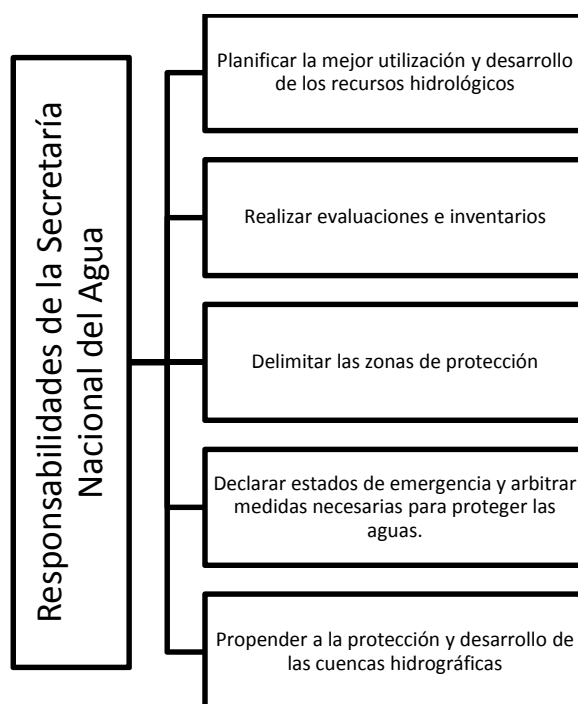 Responsabilidades de la Secretaría
Nacional del Agua
Planificar la mejor utilización y desarrollo
de los recursos hidrológicos
Realizar evaluaciones e inventarios
Delimitar las zonas de protección
Declarar estados de emergencia y arbitrar
medidas necesarias para proteger las
aguas.
Propender a la protección y desarrollo de
las cuencas hidrográficas